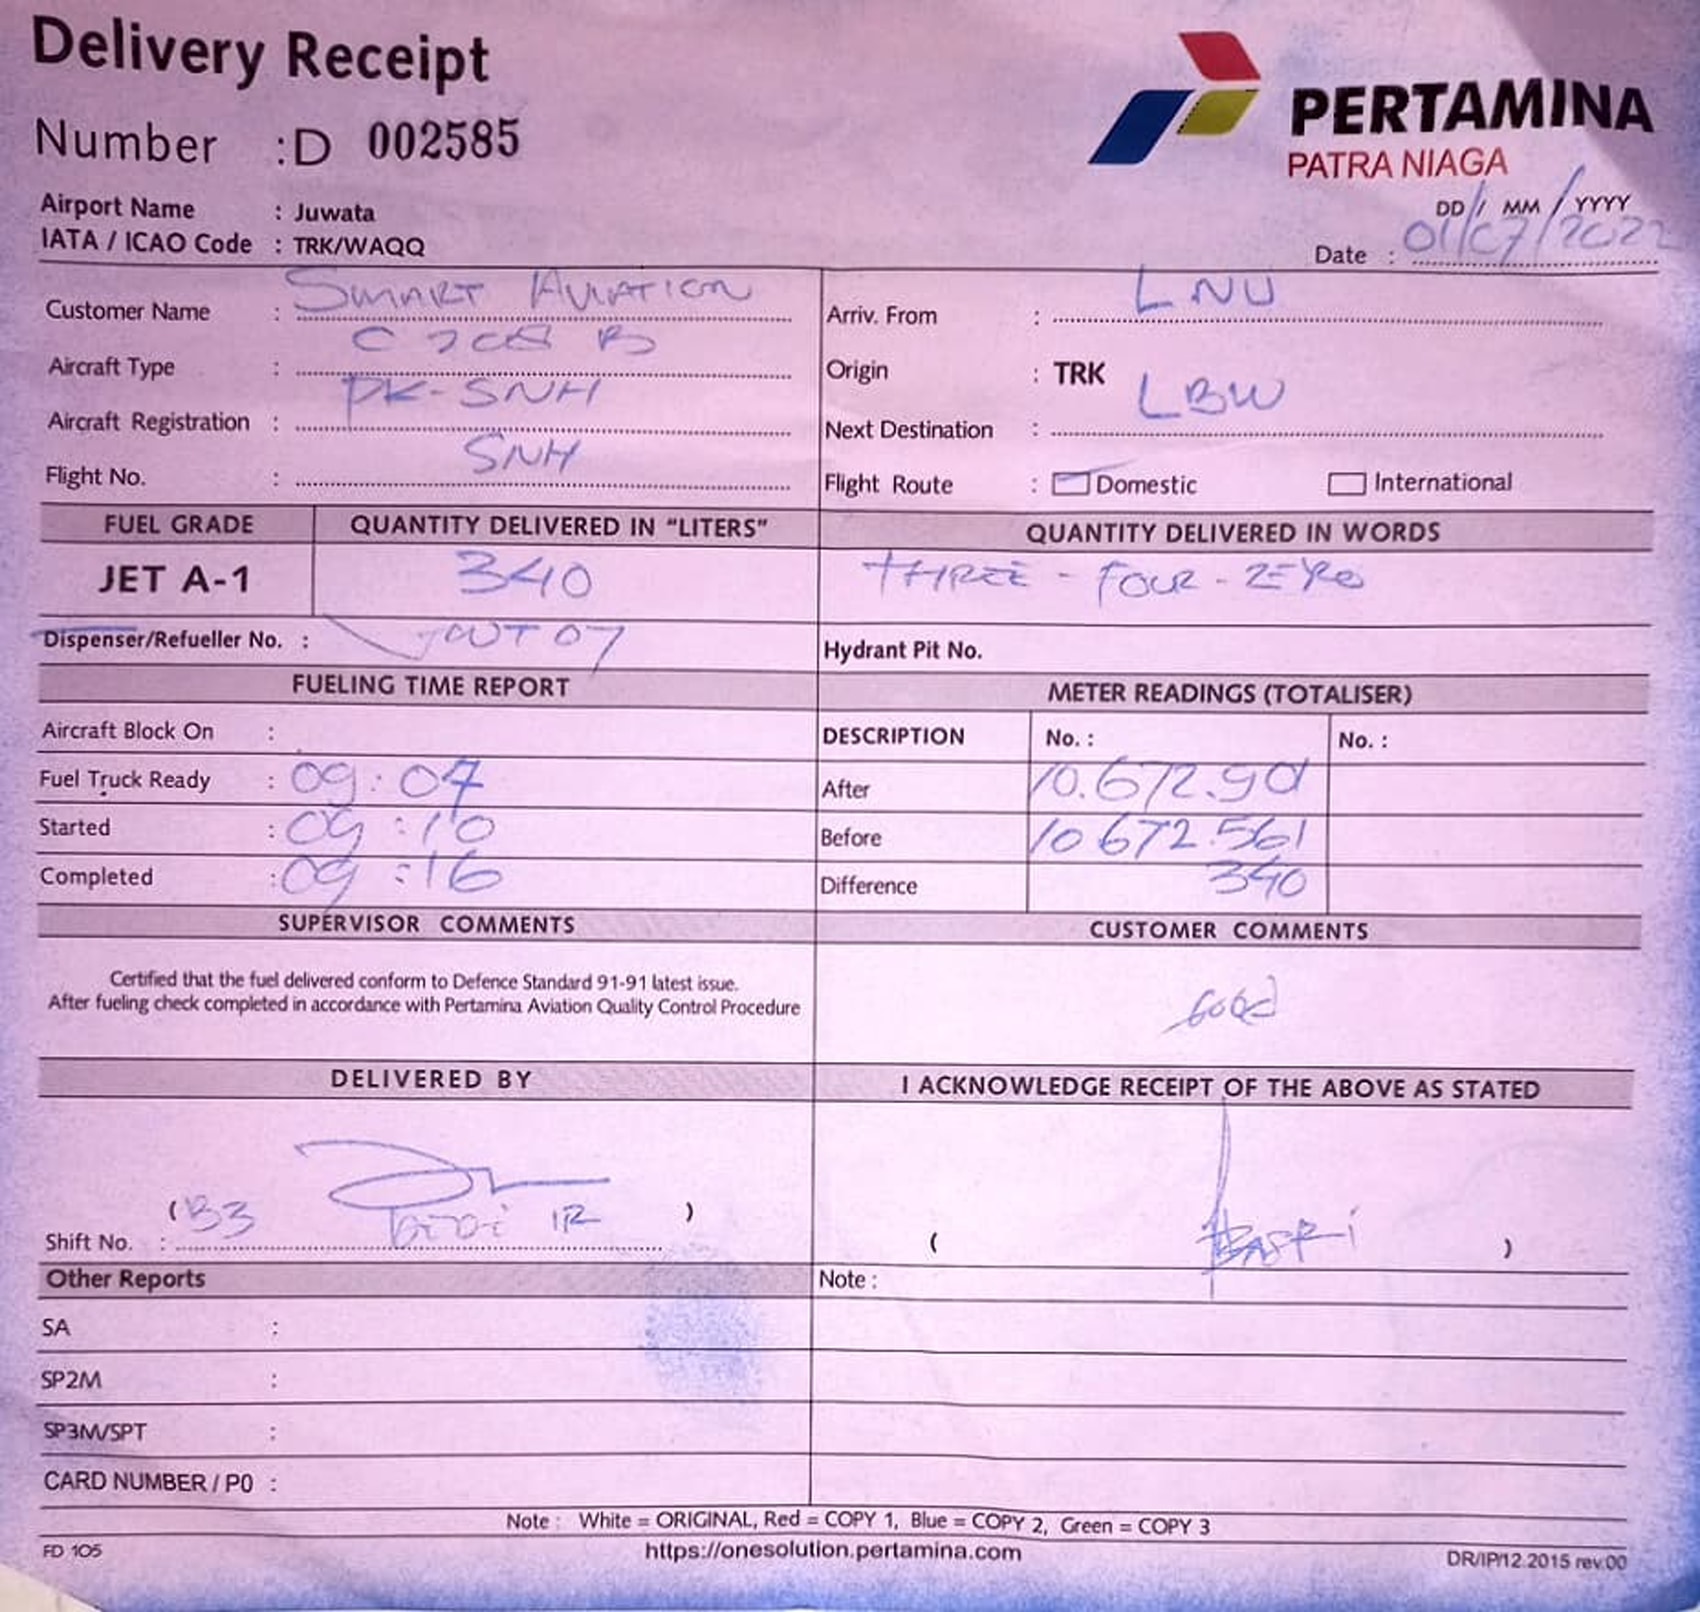 Delivery Receipt
Number : D 002585
PERTAMINA
PATRA NIAGA
Airport Name : Juwata
IATA / ICAO Code : TRK/WAQQ
DD / MM / YYYY
Date : 01/07/2022
Customer Name : SMART AVIATION
Arriv. From : LNU
Aircraft Type : C 208 B
Origin : TRK
Aircraft Registration : PK-SNH
Next Destination : LBW
Flight No. : SNH
Flight Route : Domestic International
FUEL GRADE QUANTITY DELIVERED IN "LITERS" QUANTITY DELIVERED IN WORDS
JET A-1 340 THREE - FOUR - ZERO
Dispenser/Refueller No. : 07
Hydrant Pit No.
FUELING TIME REPORT METER READINGS (TOTALISER)
Aircraft Block On :
DESCRIPTION No. : No. :
Fuel Truck Ready : 09:07
After 10.672.901
Started : 09:10
Before 10 672.561
Completed : 09:16
Difference 340
SUPERVISOR COMMENTS CUSTOMER COMMENTS
Certified that the fuel delivered conform to Defence Standard 91-91 latest issue.
After fueling check completed in accordance with Pertamina Aviation Quality Control Procedure
Good
DELIVERED BY I ACKNOWLEDGE RECEIPT OF THE ABOVE AS STATED
( B3 )
Shift No. :
( )
Other Reports Note :
SA :
SP2M :
SP3M/SPT :
CARD NUMBER / P0 :
Note : White = ORIGINAL, Red = COPY 1, Blue = COPY 2, Green = COPY 3
FD 105 https://onesolution.pertamina.com DR/IP/12.2015 rev.00